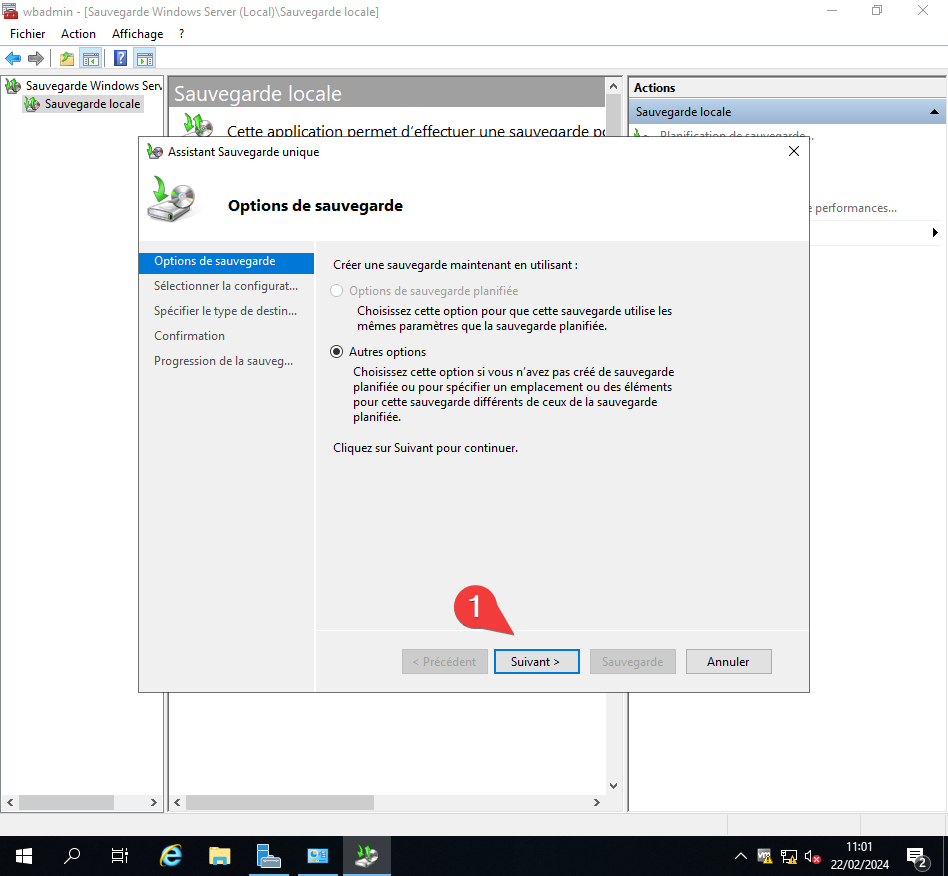 wbadmin - [Sauvegarde Windows Server (Local)\Sauvegarde locale]
Fichier Action Affichage ?
Sauvegarde Windows Ser
Sauvegarde locale
Sauvegarde locale
Cette application permet d'effectuer une sauvegarde po
Actions
Sauvegarde locale
Planification de sauvegarde...
e performances...
Assistant Sauvegarde unique
Options de sauvegarde
Options de sauvegarde
Sélectionner la configurat...
Spécifier le type de destin...
Confirmation
Progression de la sauveg...
Créer une sauvegarde maintenant en utilisant :
Options de sauvegarde planifiée
Choisissez cette option pour que cette sauvegarde utilise les
mêmes paramètres que la sauvegarde planifiée.
Autres options
Choisissez cette option si vous n'avez pas créé de sauvegarde
planifiée ou pour spécifier un emplacement ou des éléments
pour cette sauvegarde différents de ceux de la sauvegarde
planifiée.
Cliquez sur Suivant pour continuer.
1
< Précédent Suivant > Sauvegarde Annuler
11:01
22/02/2024
2